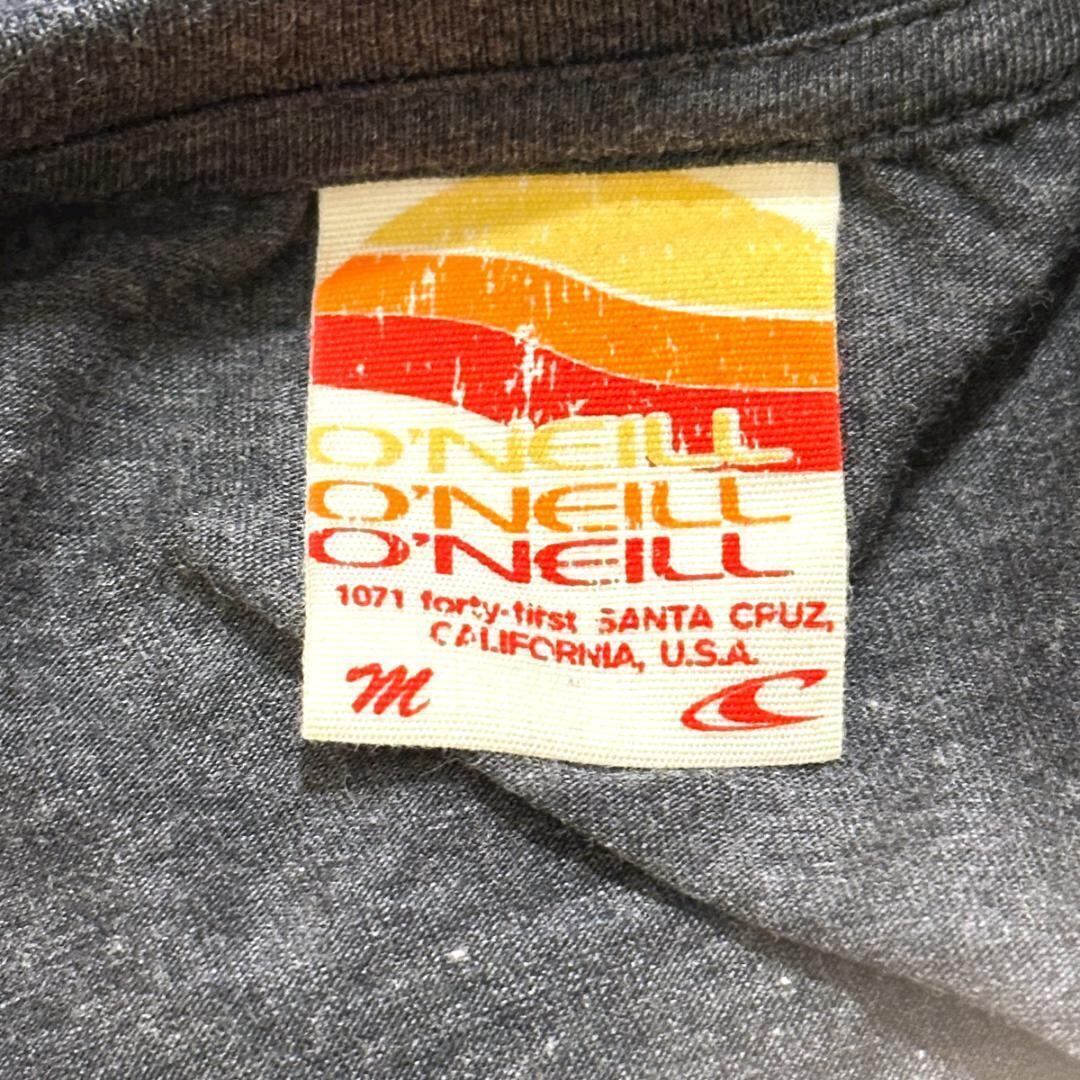 O'NEILL
O'NEILL
O'NEILL
1071 forty-first SANTA CRUZ,
CALIFORNIA, U.S.A.
M